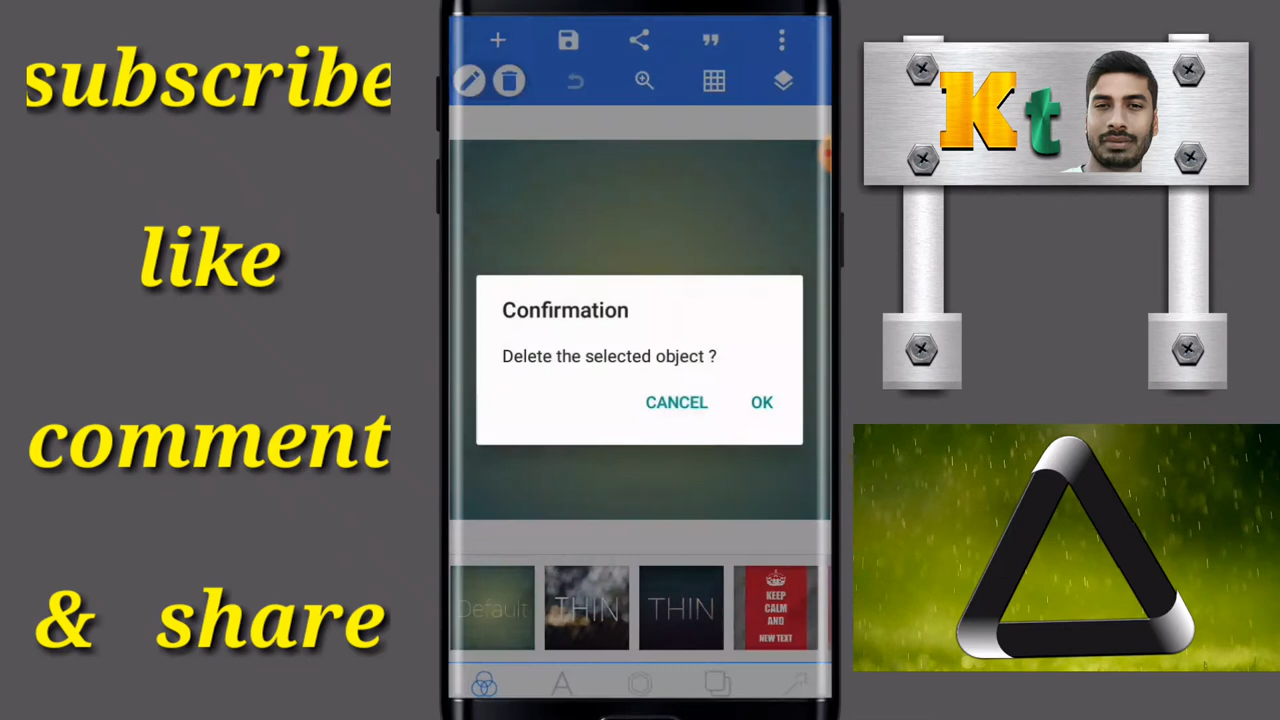 subscribe
like
comment
& share
Confirmation
Delete the selected object ?
CANCEL OK
Default
THIN
THIN
KEEP
CALM
AND
NEW TEXT
A
Kt